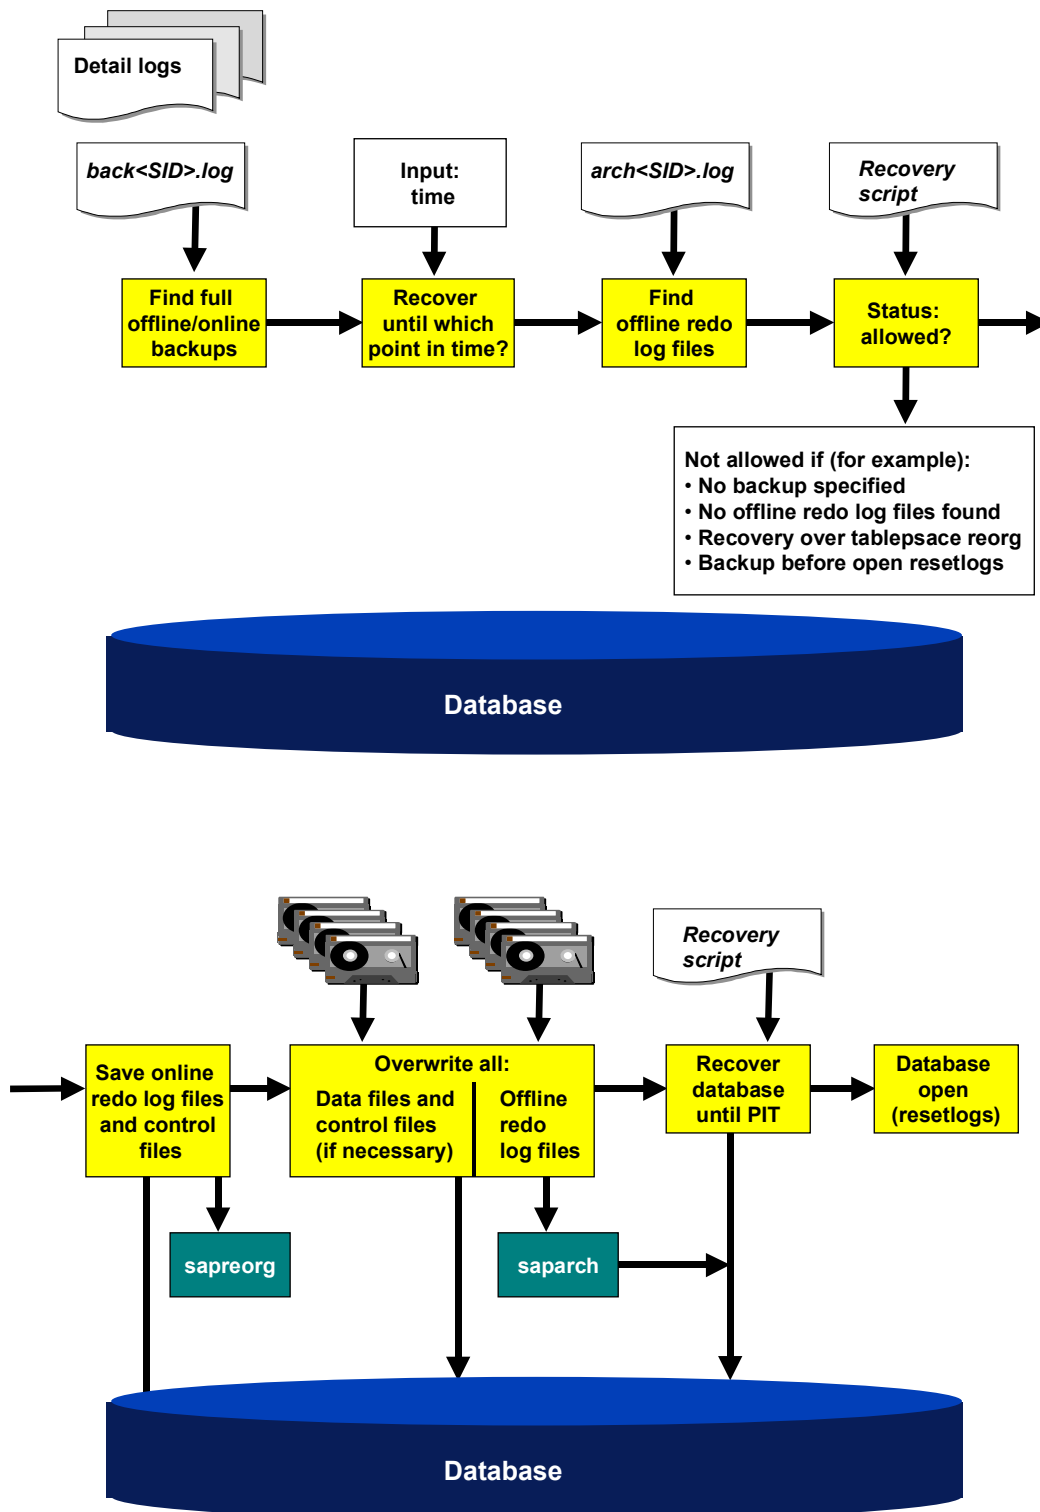 Detail logs
back<SID>.log
Input:
time
arch<SID>.log
Recovery
script
Find full
offline/online
backups
Recover
until which
point in time?
Find
offline redo
log files
Status:
allowed?
Not allowed if (for example):
• No backup specified
• No offline redo log files found
• Recovery over tablepsace reorg
• Backup before open resetlogs
Database
Recovery
script
Save online
redo log files
and control
files
Overwrite all:
Data files and
control files
(if necessary)
Offline
redo
log files
Recover
database
until PIT
Database
open
(resetlogs)
sapreorg
saparch
Database